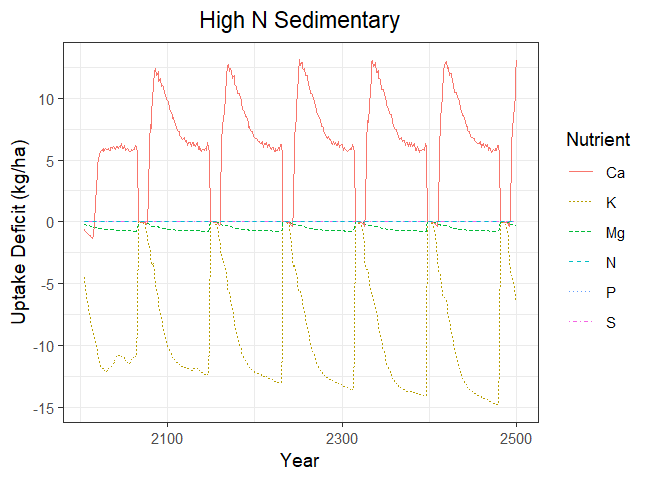 High N Sedimentary
Uptake Deficit (kg/ha)
10
5
0
-5
-10
-15
2100
2300
2500
Year
Nutrient
Ca
K
Mg
N
P
S